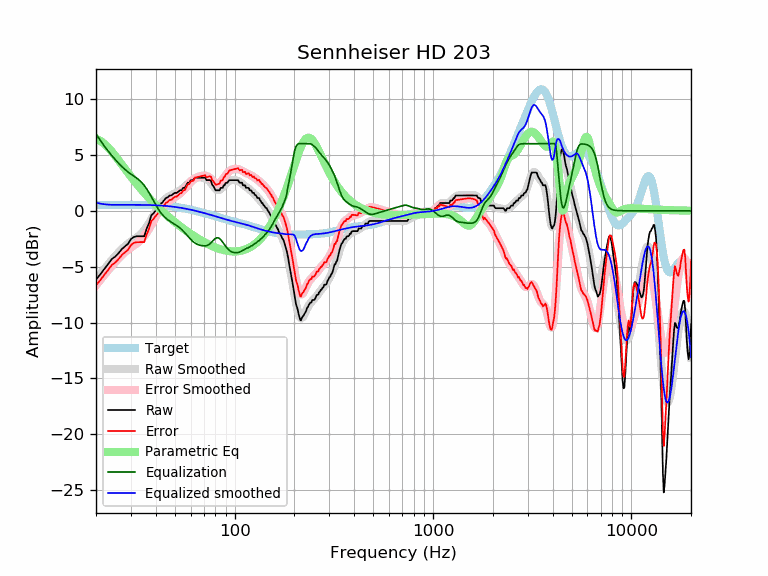 Sennheiser HD 203
Amplitude (dBr)
10
5
0
−5
−10
−15
−20
−25
Target
Raw Smoothed
Error Smoothed
Raw
Error
Parametric Eq
Equalization
Equalized smoothed
100 1000 10000
Frequency (Hz)